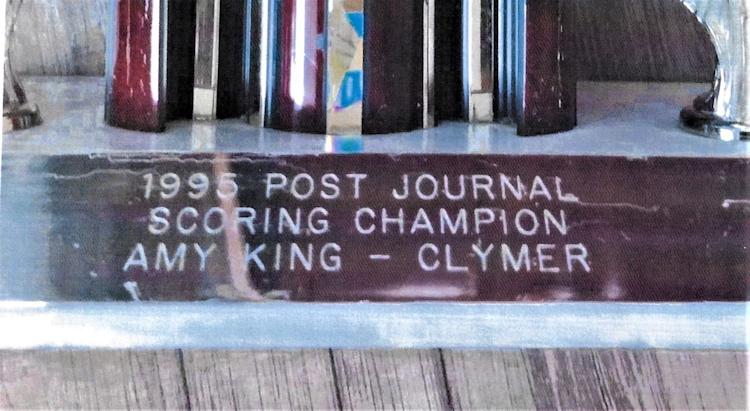 1995 POST JOURNAL
SCORING CHAMPION
AMY KING - CLYMER